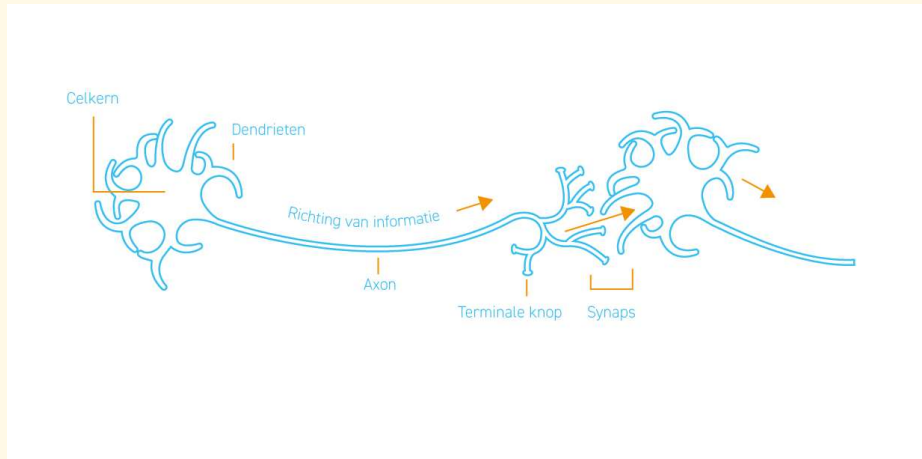 Celkern
Dendrieten
Richting van informatie
Axon
Terminale knop
Synaps